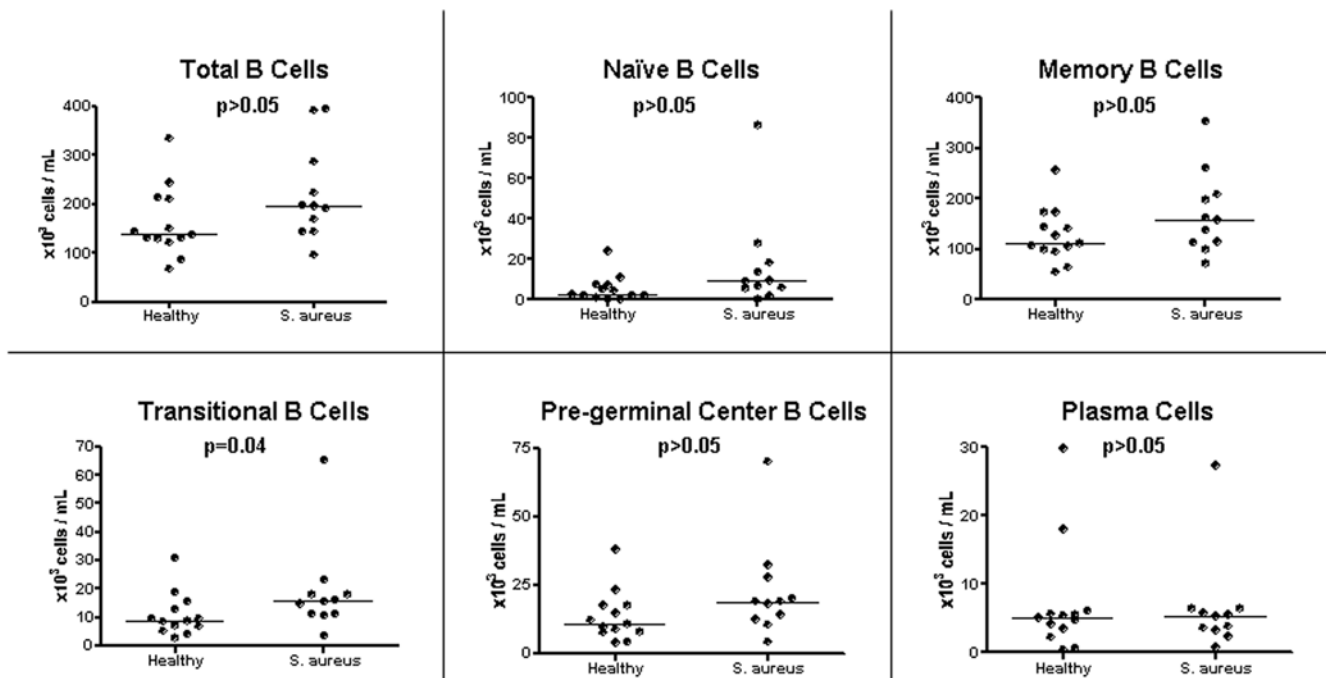 Total B Cells
p>0.05
400
300
200
100
0
x10³ cells / mL
Healthy S. aureus
Naïve B Cells
p>0.05
100
80
60
40
20
0
x10³ cells / mL
Healthy S. aureus
Memory B Cells
p>0.05
400
300
200
100
0
x10³ cells / mL
Healthy S. aureus
Transitional B Cells
p=0.04
70
60
50
40
30
20
10
0
x10³ cells / mL
Healthy S. aureus
Pre-germinal Center B Cells
p>0.05
75
50
25
0
x10³ cells / mL
Healthy S. aureus
Plasma Cells
p>0.05
30
20
10
0
x10³ cells / mL
Healthy S. aureus